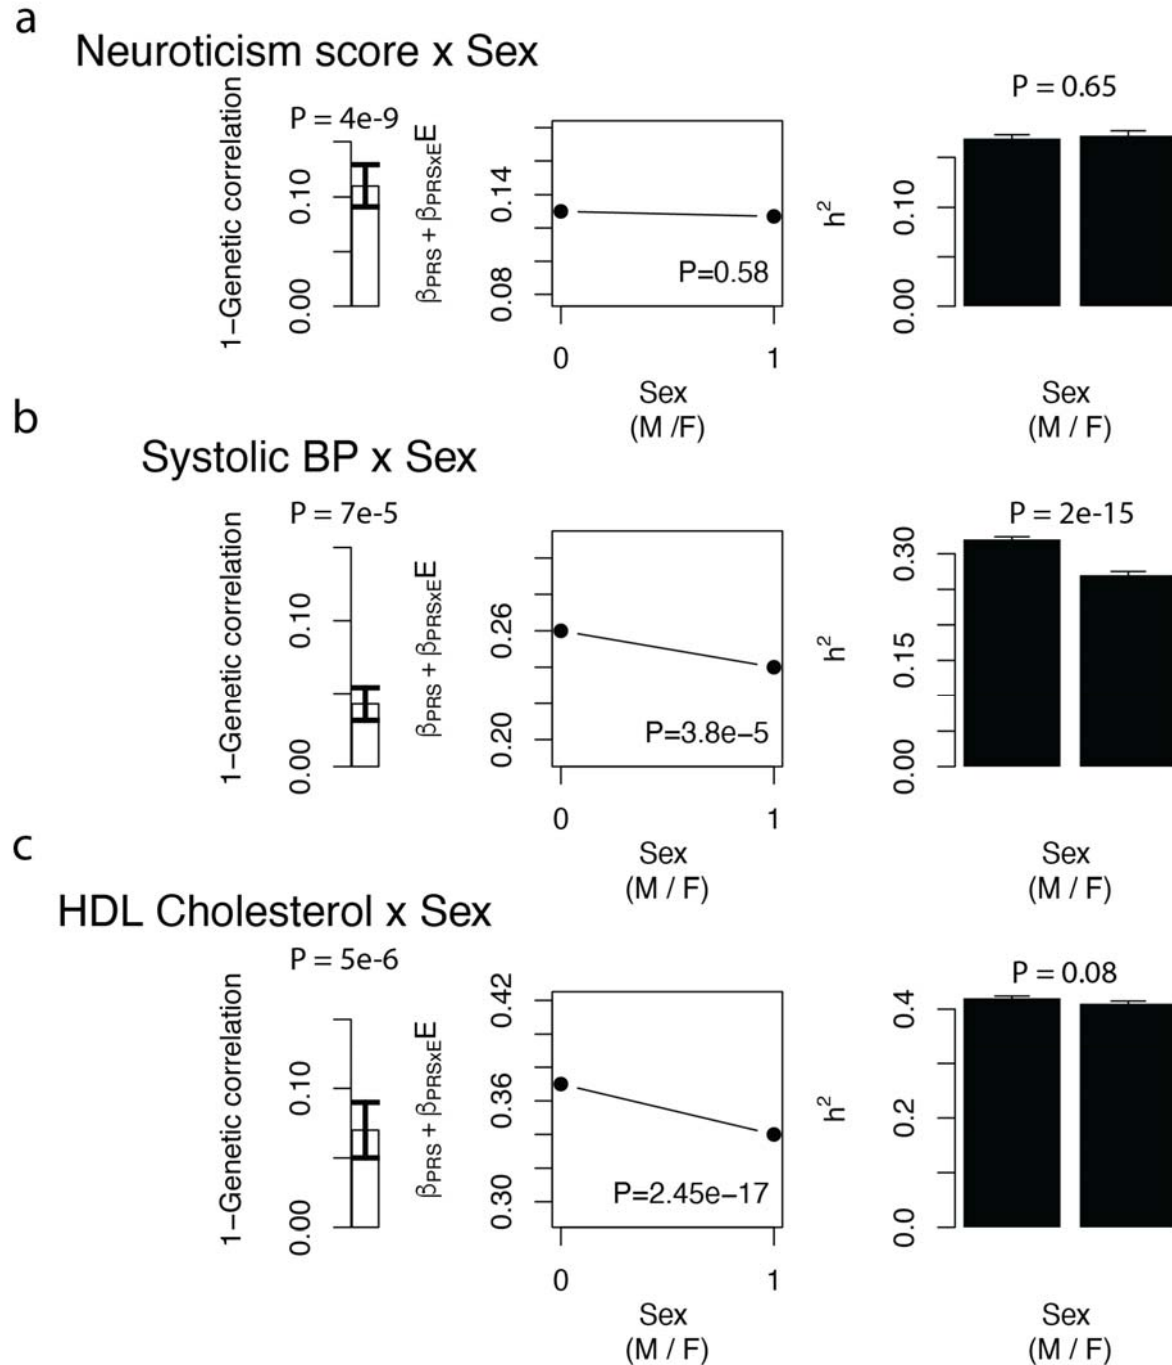 a
Neuroticism score x Sex
1−Genetic correlation
0.00
0.10
P = 4e-9
βPRS + βPRSxEE
0.08
0.14
P=0.58
0
1
Sex
(M /F)
h²
0.00
0.10
P = 0.65
Sex
(M / F)
b
Systolic BP x Sex
1−Genetic correlation
0.00
0.10
P = 7e-5
βPRS + βPRSxEE
0.20
0.26
P=3.8e−5
0
1
Sex
(M / F)
h²
0.00
0.15
0.30
P = 2e-15
Sex
(M / F)
c
HDL Cholesterol x Sex
1−Genetic correlation
0.00
0.10
P = 5e-6
βPRS + βPRSxEE
0.30
0.36
0.42
P=2.45e−17
0
1
Sex
(M / F)
h²
0.0
0.2
0.4
P = 0.08
Sex
(M / F)